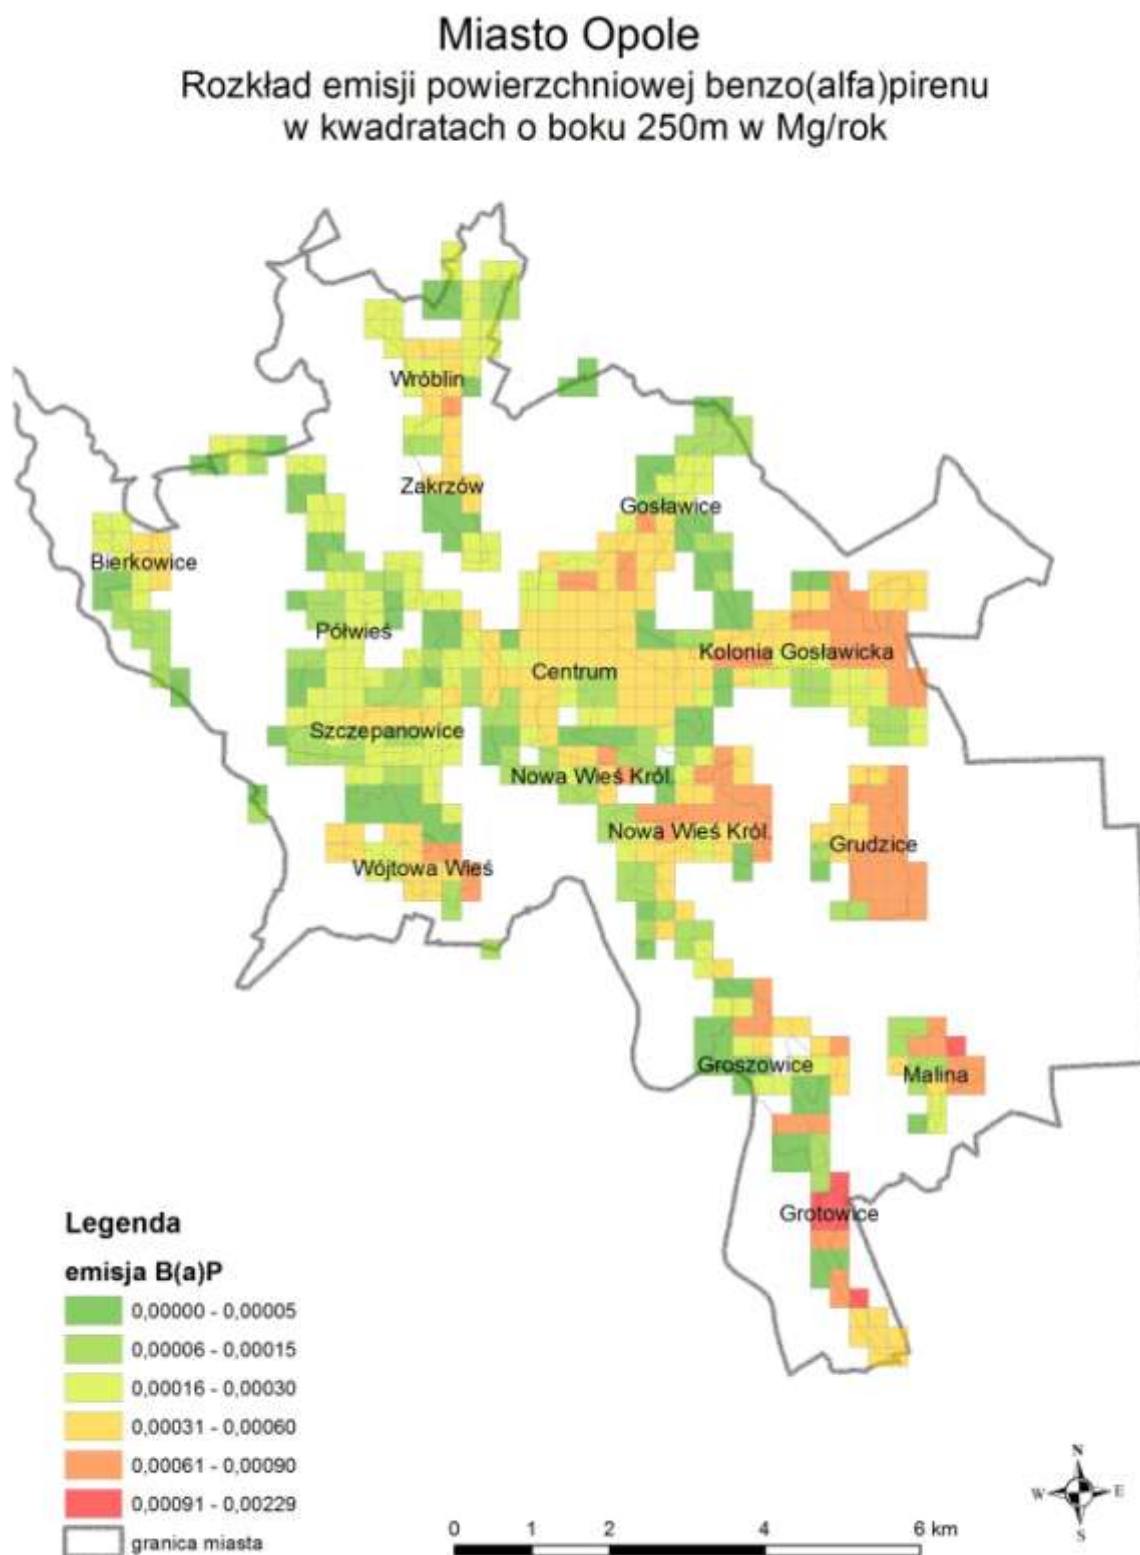 Miasto Opole
Rozkład emisji powierzchniowej benzo(alfa)pirenu
w kwadratach o boku 250m w Mg/rok
Wróblin
Zakrzów
Gosławice
Bierkowice
Półwieś
Kolonia Gosławicka
Centrum
Szczepanowice
Nowa Wieś Król.
Nowa Wieś Król.
Grudzice
Wójtowa Wieś
Groszowice
Malina
Grotowice
Legenda
emisja B(a)P
0,00000 - 0,00005
0,00006 - 0,00015
0,00016 - 0,00030
0,00031 - 0,00060
0,00061 - 0,00090
0,00091 - 0,00229
granica miasta
0 1 2 4 6 km
N
W E
S